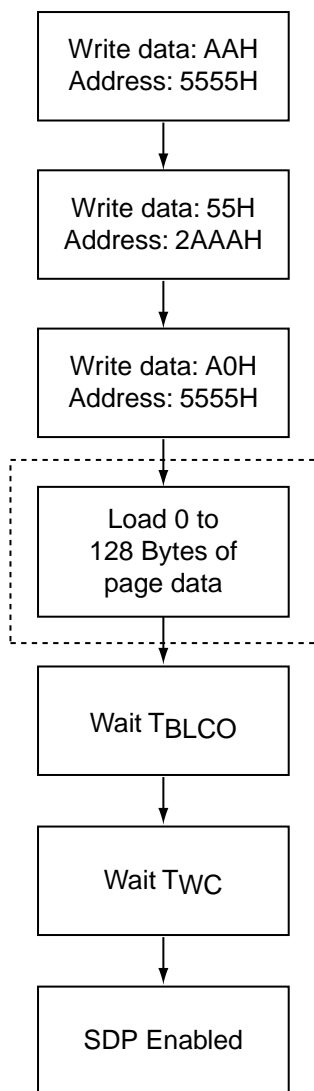 Write data: AAH
Address: 5555H
Write data: 55H
Address: 2AAAH
Write data: A0H
Address: 5555H
Load 0 to
128 Bytes of
page data
Wait TBLCO
Wait TWC
SDP Enabled